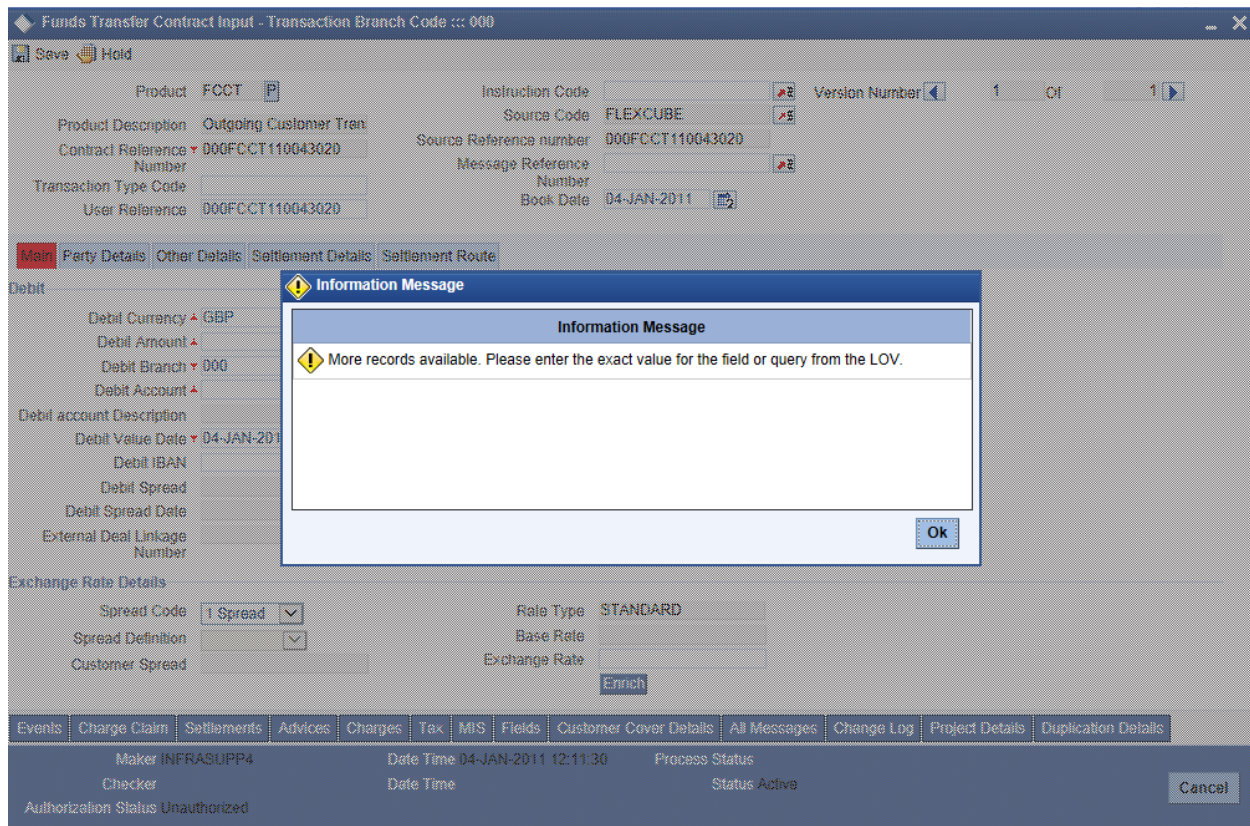 Funds Transfer Contract Input - Transaction Branch Code ::: 000
Save Hold
Product FCCT P
Product Description Outgoing Customer Tran
Contract Reference Number 000FCCT110043020
Transaction Type Code
User Reference 000FCCT110043020
Instruction Code
Source Code FLEXCUBE
Source Reference number 000FCCT110043020
Message Reference Number
Book Date 04-JAN-2011
Version Number 1 Of 1
Main Party Details Other Details Settlement Details Settlement Route
Debit
Debit Currency GBP
Debit Amount
Debit Branch 000
Debit Account
Debit account Description
Debit Value Date 04-JAN-201
Debit IBAN
Debit Spread
Debit Spread Date
External Deal Linkage Number
Information Message
Information Message
More records available. Please enter the exact value for the field or query from the LOV.
Ok
Exchange Rate Details
Spread Code 1 Spread
Spread Definition
Customer Spread
Rate Type STANDARD
Base Rate
Exchange Rate
Enrich
Events Charge Claim Settlements Advices Charges Tax MIS Fields Customer Cover Details All Messages Change Log Project Details Duplication Details
Maker INFRASUPP4 Date Time 04-JAN-2011 12:11:30 Process Status
Checker Date Time Status Active
Authorization Status Unauthorized
Cancel